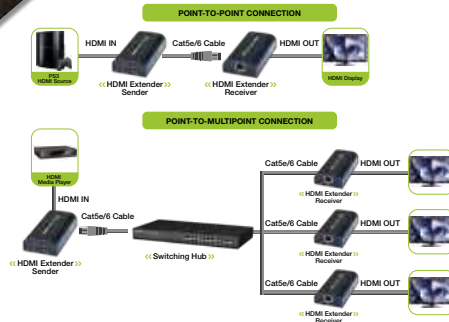 POINT-TO-POINT CONNECTION
HDMI IN
Cat5e/6 Cable
HDMI OUT
PS3
HDMI Source
‹‹ HDMI Extender ››
Sender
‹‹ HDMI Extender ››
Receiver
HDMI Display
POINT-TO-MULTIPOINT CONNECTION
HDMI
Media Player
HDMI IN
Cat5e/6 Cable
‹‹ HDMI Extender ››
Sender
‹‹ Switching Hub ››
Cat5e/6 Cable
HDMI OUT
‹‹ HDMI Extender ››
Receiver
Cat5e/6 Cable
HDMI OUT
‹‹ HDMI Extender ››
Receiver
Cat5e/6 Cable
HDMI OUT
‹‹ HDMI Extender ››
Receiver